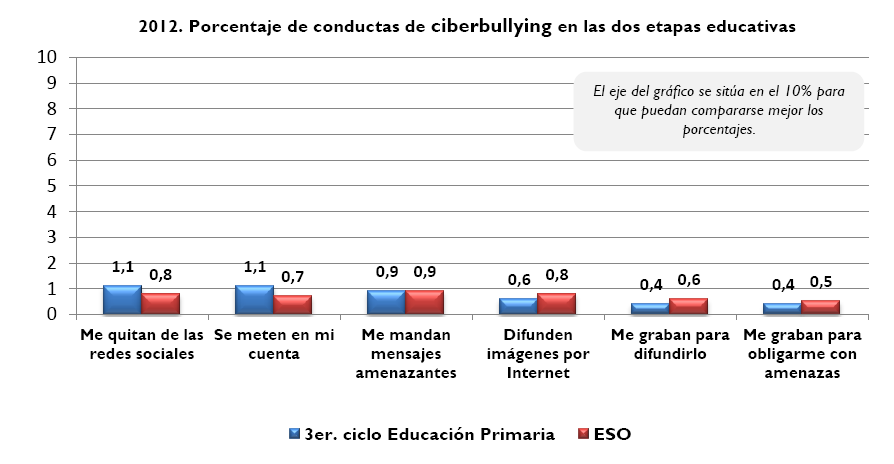 2012. Porcentaje de conductas de ciberbullying en las dos etapas educativas
El eje del gráfico se sitúa en el 10% para
que puedan compararse mejor los
porcentajes.
10
9
8
7
6
5
4
3
2
1
0
1,1
0,8
1,1
0,7
0,9
0,9
0,6
0,8
0,4
0,6
0,4
0,5
Me quitan de las
redes sociales
Se meten en mi
cuenta
Me mandan
mensajes
amenazantes
Difunden
imágenes por
Internet
Me graban para
difundirlo
Me graban para
obligarme con
amenazas
3er. ciclo Educación Primaria
ESO